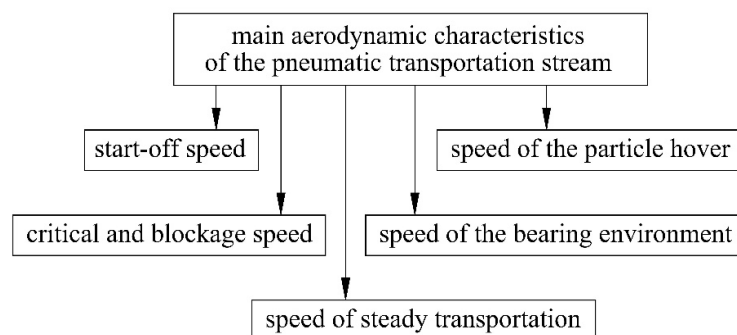 main aerodynamic characteristics
of the pneumatic transportation stream
start-off speed
speed of the particle hover
critical and blockage speed
speed of the bearing environment
speed of steady transportation